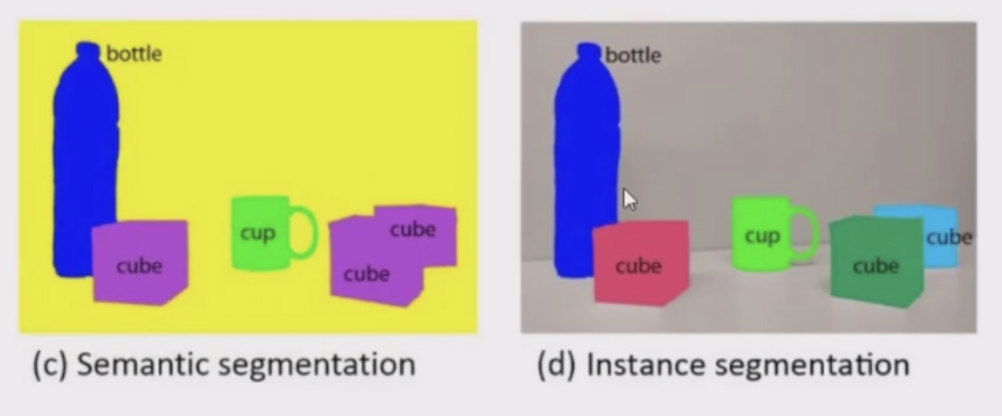 bottle
cup
cube
cube
cube
(c) Semantic segmentation
bottle
cup
cube
cube
cube
(d) Instance segmentation